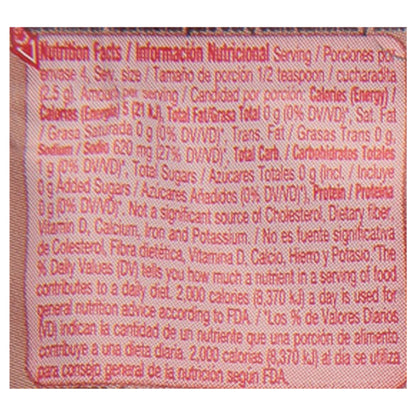 Nutrition Facts / Información Nutricional Serving / Porciones por
envase 4, Serv. size / Tamaño de porción 1/2 teaspoon / cucharadita
(2.5 g), Amount per serving / Candidad por porción: Calories (Energy) /
Calorías (Energía) 5 (21 kJ), Total Fat/Grasa Total 0 g (0% DV/VD)*, Sat. Fat
/ Grasa Saturada 0 g (0% DV/VD)*, Trans. Fat / Grasas Trans 0 g,
Sodium / Sodio 620 mg (27% DV/VD)*, Total Carb. / Carbohidratos Totales
1 g (0% DV/VD)*, Total Sugars / Azúcares Totales 0 g (incl. / Incluye
0 g Added Sugars / Azúcares Añadidos (0% DV/VD)*), Protein / Proteína
0 g (0% DV/VD)*. Not a significant source of Cholesterol, Dietary fiber,
Vitamin D, Calcium, Iron and Potassium. / No es fuente significativa
de Colesterol, Fibra dietética, Vitamina D, Calcio, Hierro y Potasio. *The
% Daily Values (DV) tells you how much a nutrient in a serving of food
contributes to a daily diet. 2,000 calories (8,370 kJ) a day is used for
general nutrition advice according to FDA. / *Los % de Valores Diarios
(VD) indican la cantidad de un nutriente que una porción de alimento
contribuye a una dieta diaria. 2,000 calorías (8,370 kJ) al día se utiliza
para consejo general de la nutrición según FDA.